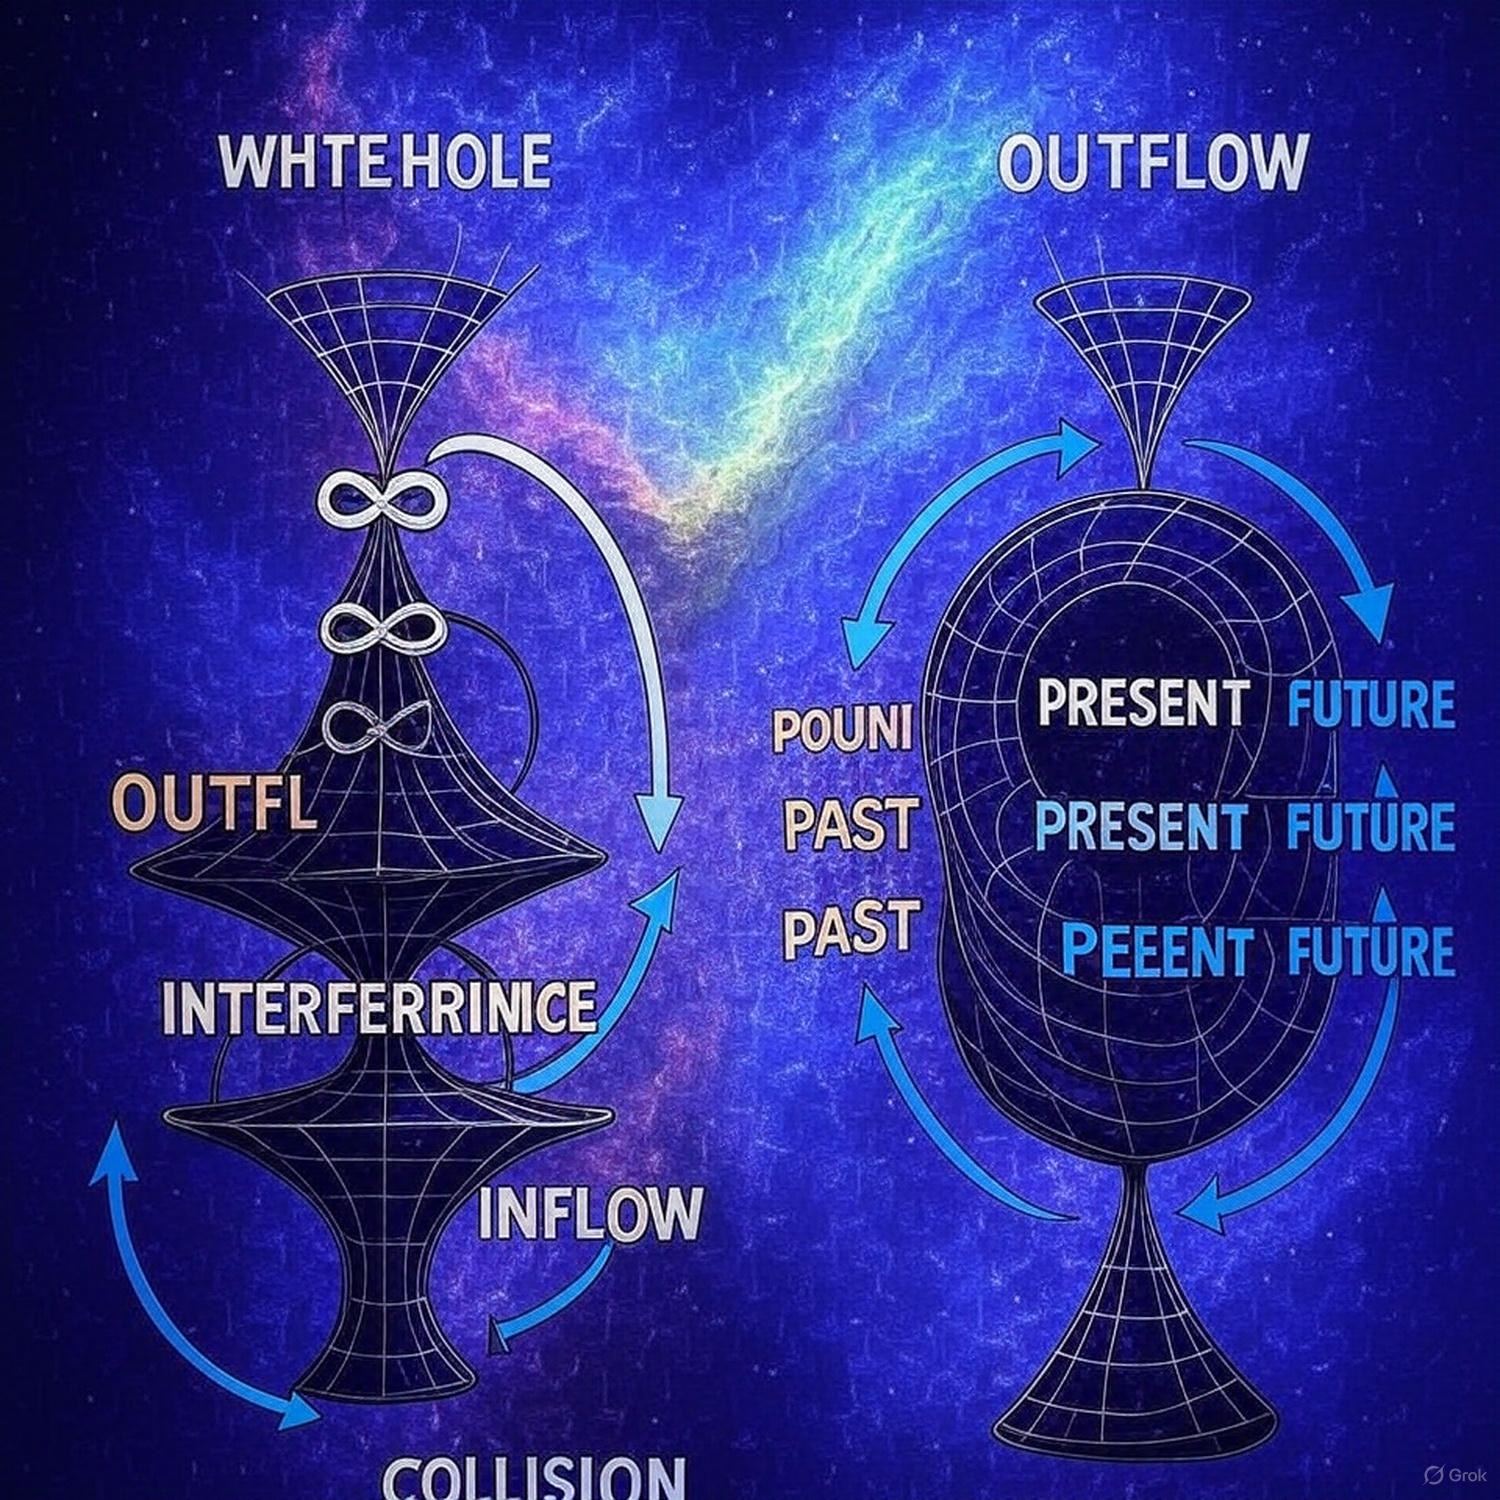 WHTEHOLE
OUTFLOW
OUTFL
INTERFERRINICE
INFLOW
COLLISION
POUNI PRESENT FUTURE
PAST PRESENT FUTURE
PAST PEEENT FUTURE
Grok